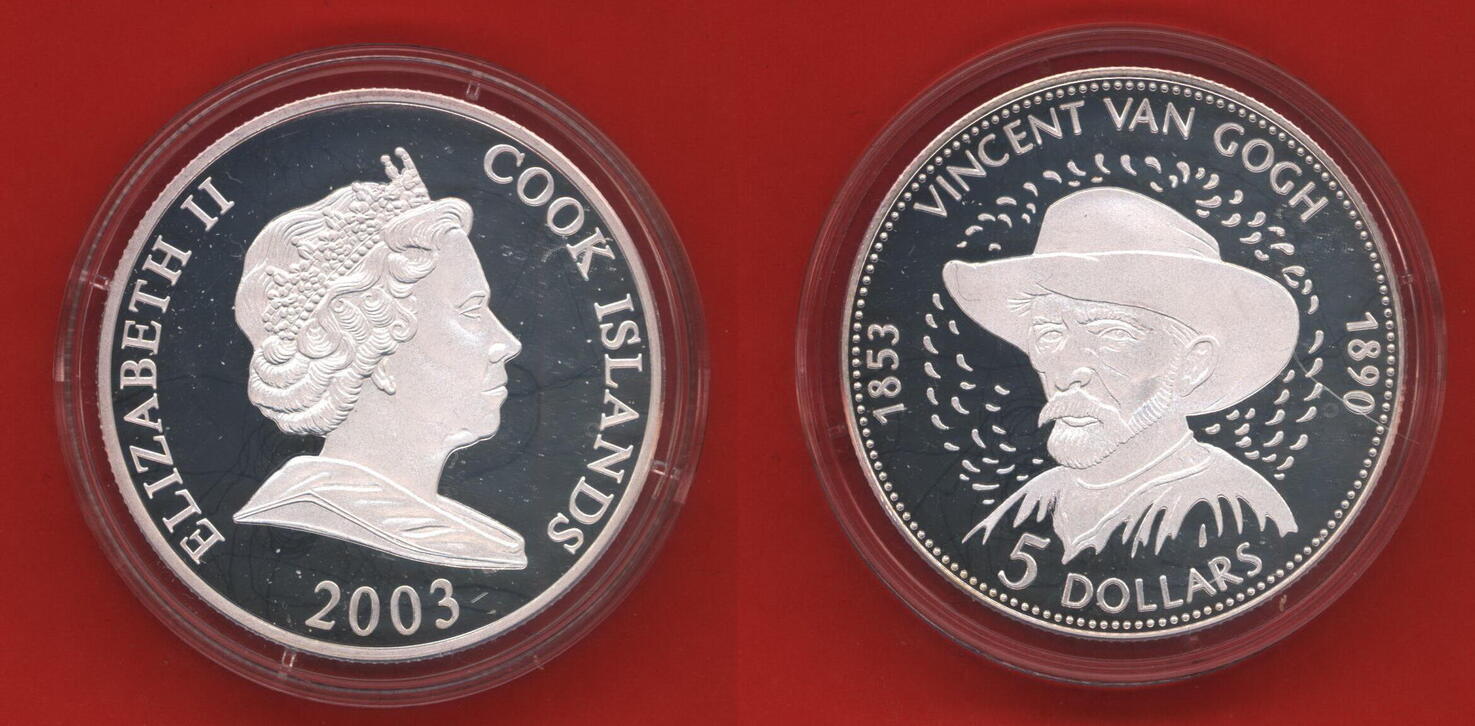 ELIZABETH II
COOK ISLANDS
2003
VINCENT VAN GOGH
1853
1890
5 DOLLARS